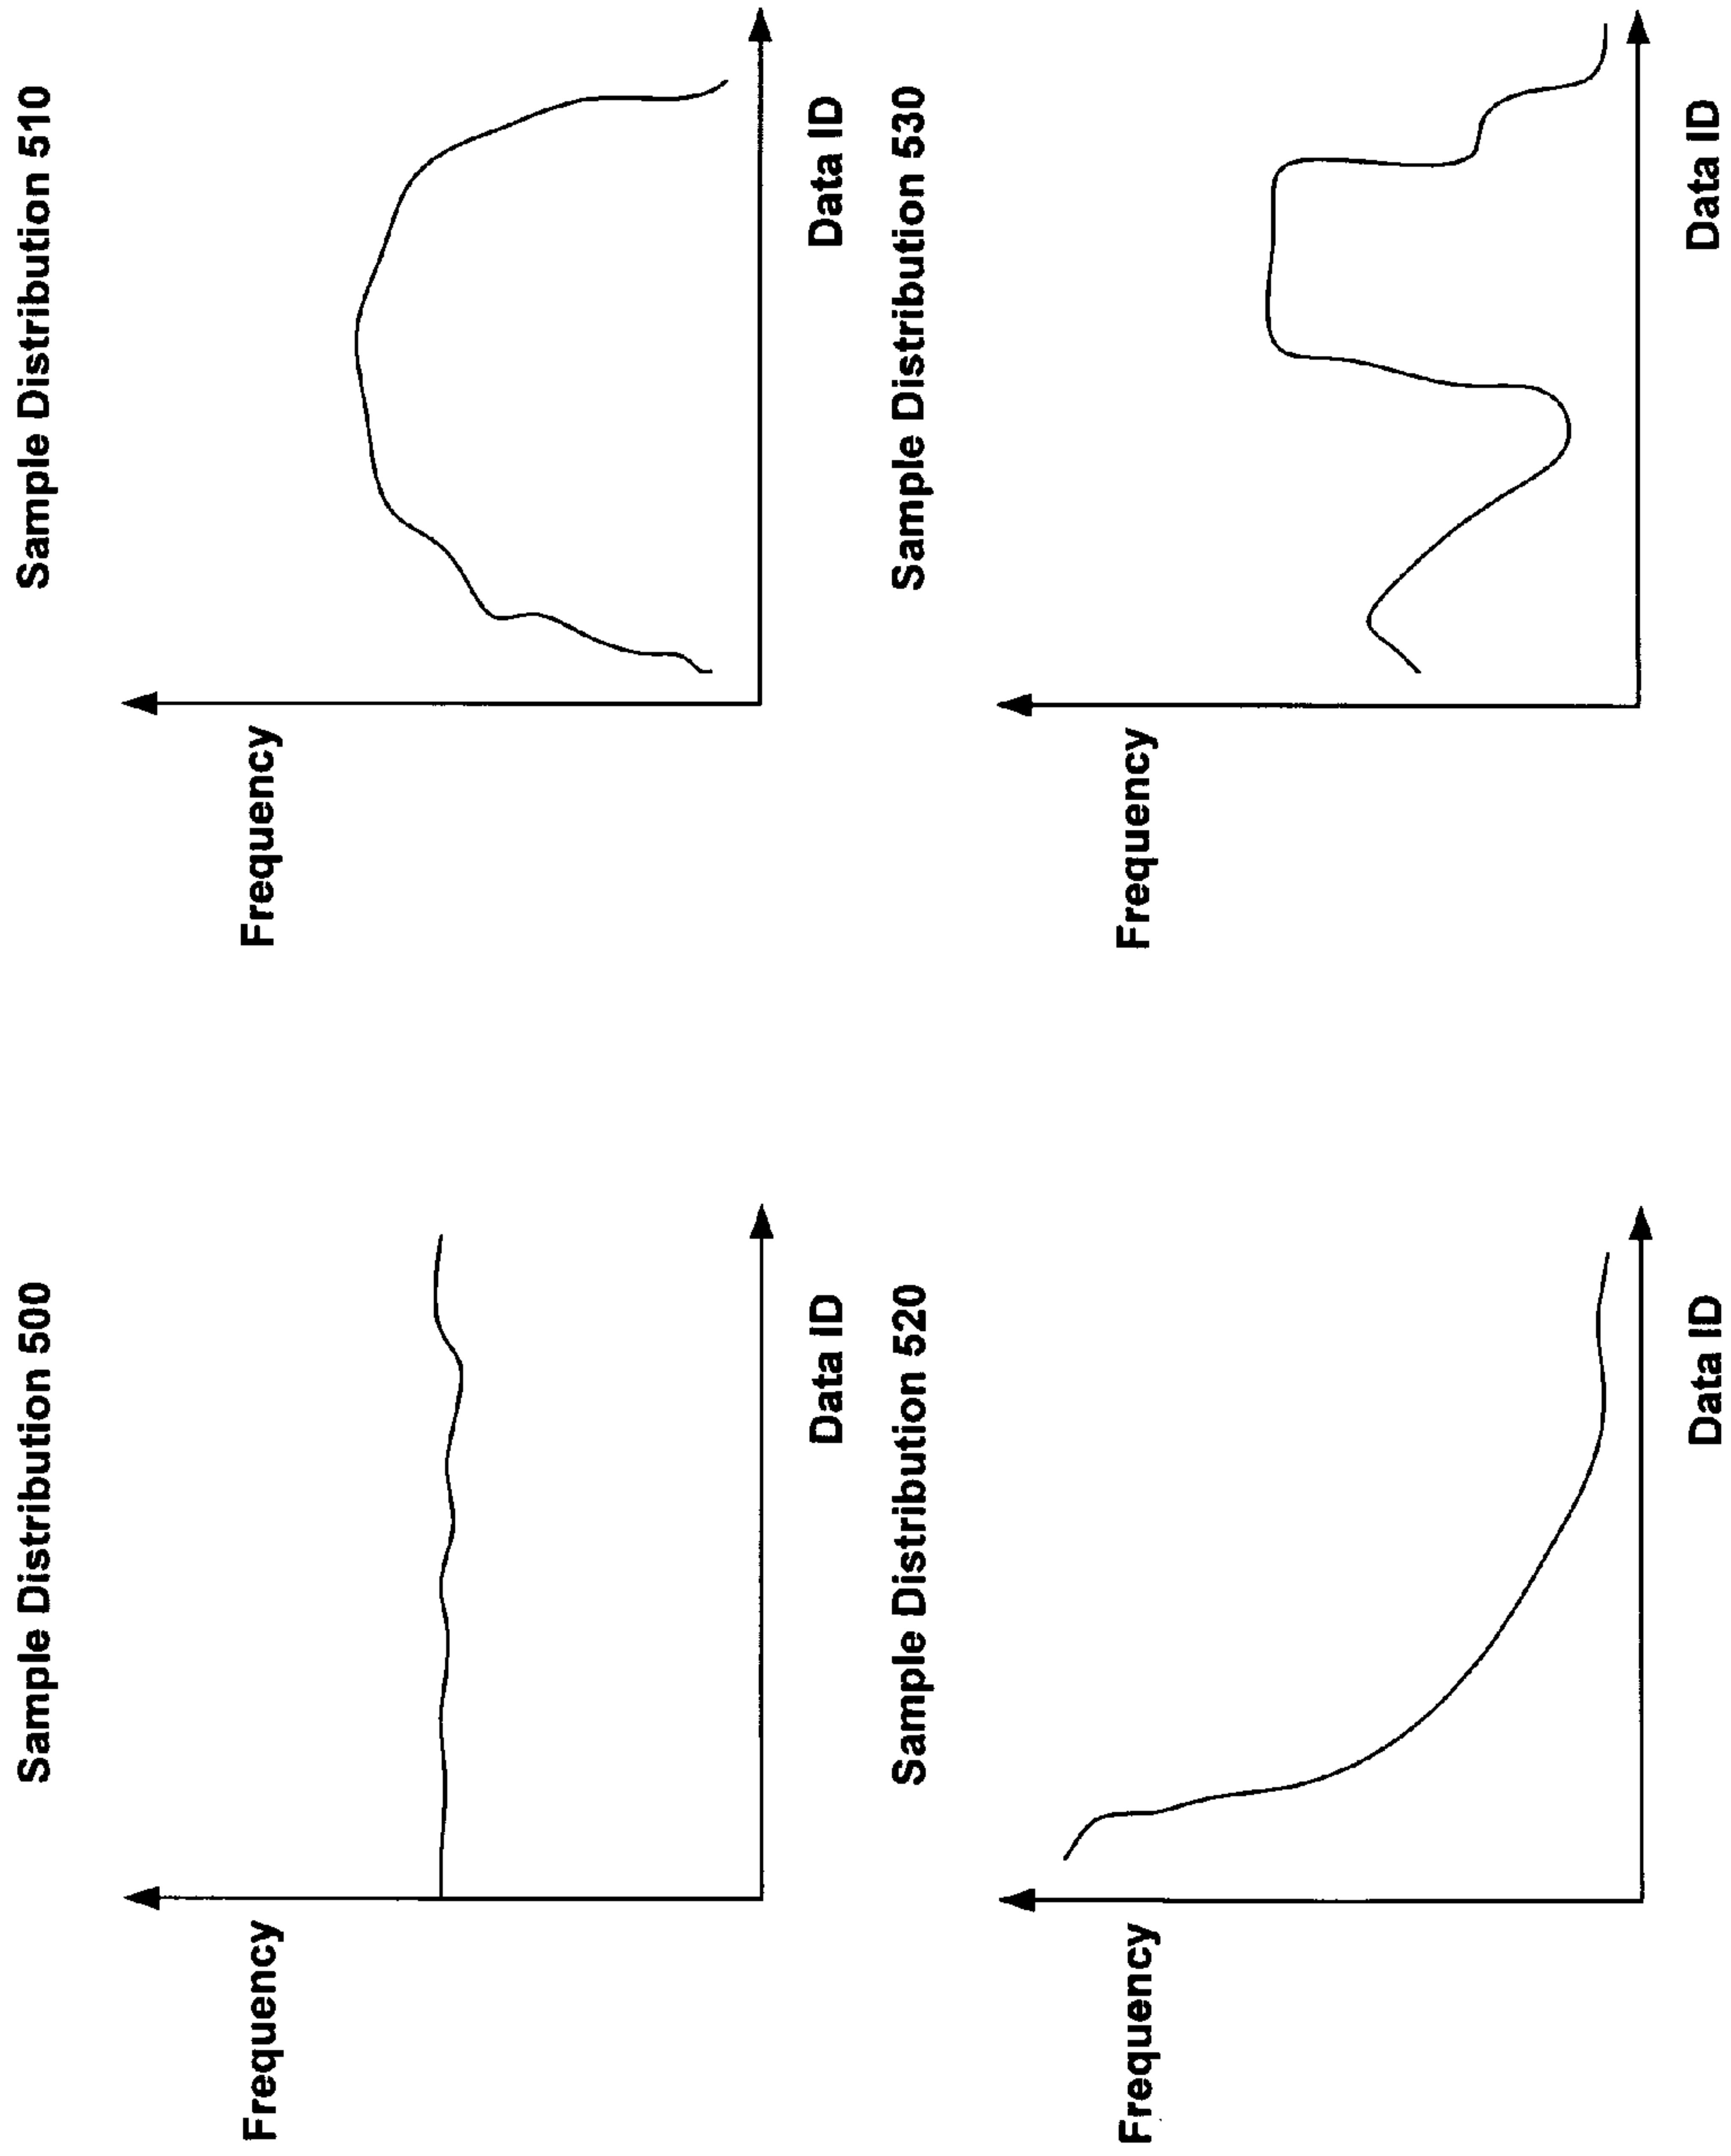 Sample Distribution 500
Frequency
Data ID
Sample Distribution 510
Frequency
Data ID
Sample Distribution 520
Frequency
Data ID
Sample Distribution 530
Frequency
Data ID